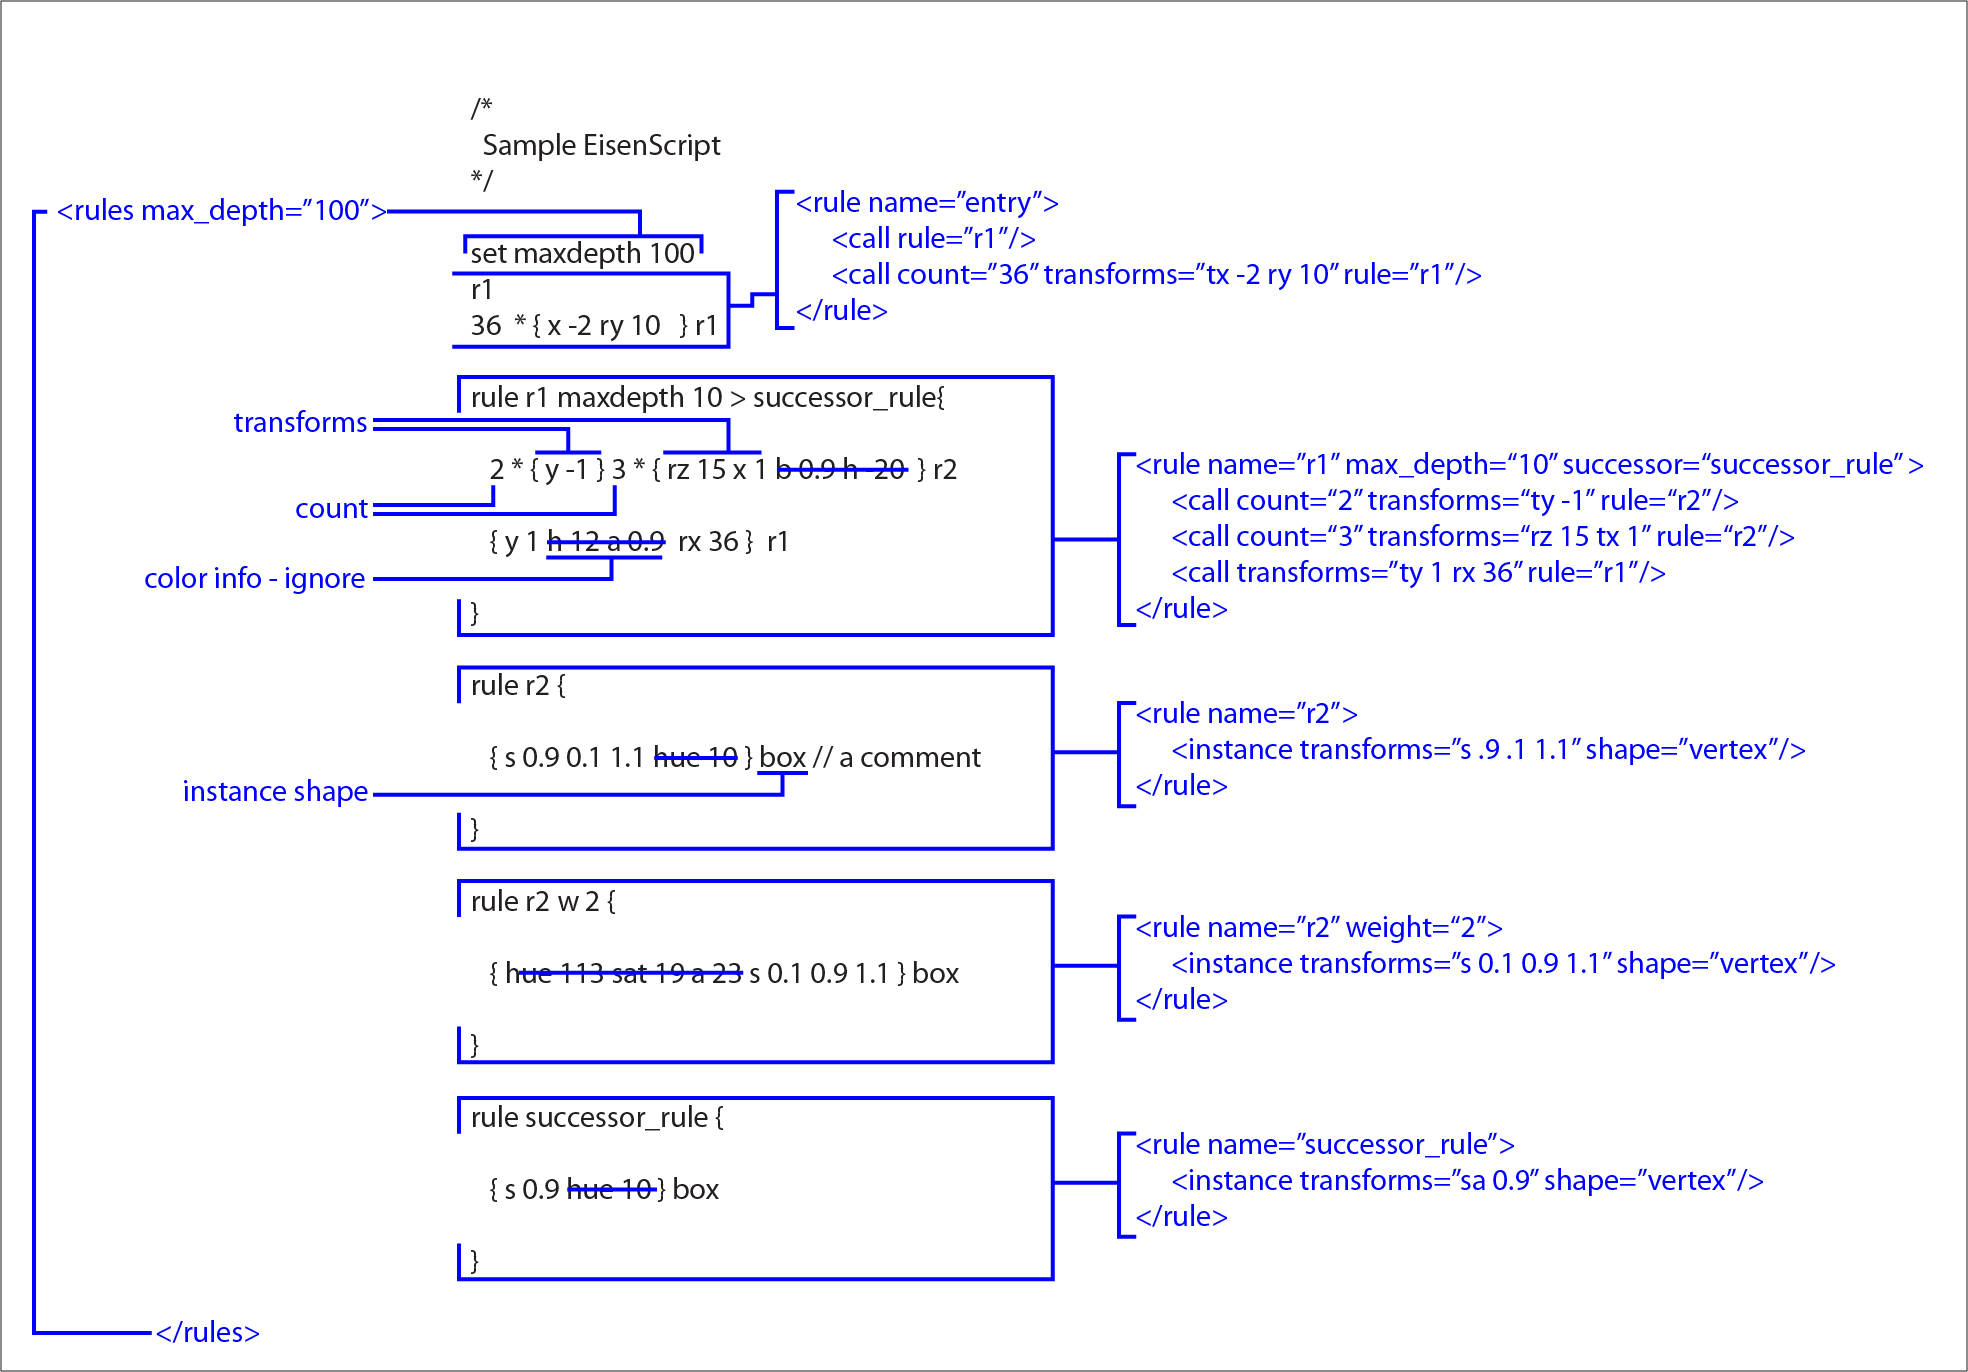 /*
Sample EisenScript
*/
<rules max_depth=”100”>
set maxdepth 100
r1
36 * { x -2 ry 10 } r1
<rule name=”entry”>
<call rule=”r1”/>
<call count=”36” transforms=”tx -2 ry 10” rule=”r1”/>
</rule>
rule r1 maxdepth 10 > successor_rule{
transforms
2 * { y -1 } 3 * { rz 15 x 1 b 0.9 h -20 } r2
count
{ y 1 h 12 a 0.9 rx 36 } r1
color info - ignore
}
<rule name=”r1” max_depth=“10” successor=“successor_rule” >
<call count=“2” transforms=“ty -1” rule=“r2”/>
<call count=“3” transforms=“rz 15 tx 1” rule=“r2”/>
<call transforms=”ty 1 rx 36” rule=”r1”/>
</rule>
rule r2 {
{ s 0.9 0.1 1.1 hue 10 } box // a comment
instance shape
}
<rule name=”r2”>
<instance transforms=”s .9 .1 1.1” shape=”vertex”/>
</rule>
rule r2 w 2 {
{ hue 113 sat 19 a 23 s 0.1 0.9 1.1 } box
}
<rule name=”r2” weight=“2”>
<instance transforms=”s 0.1 0.9 1.1” shape=”vertex”/>
</rule>
rule successor_rule {
{ s 0.9 hue 10 } box
}
<rule name=”successor_rule”>
<instance transforms=”sa 0.9” shape=”vertex”/>
</rule>
</rules>